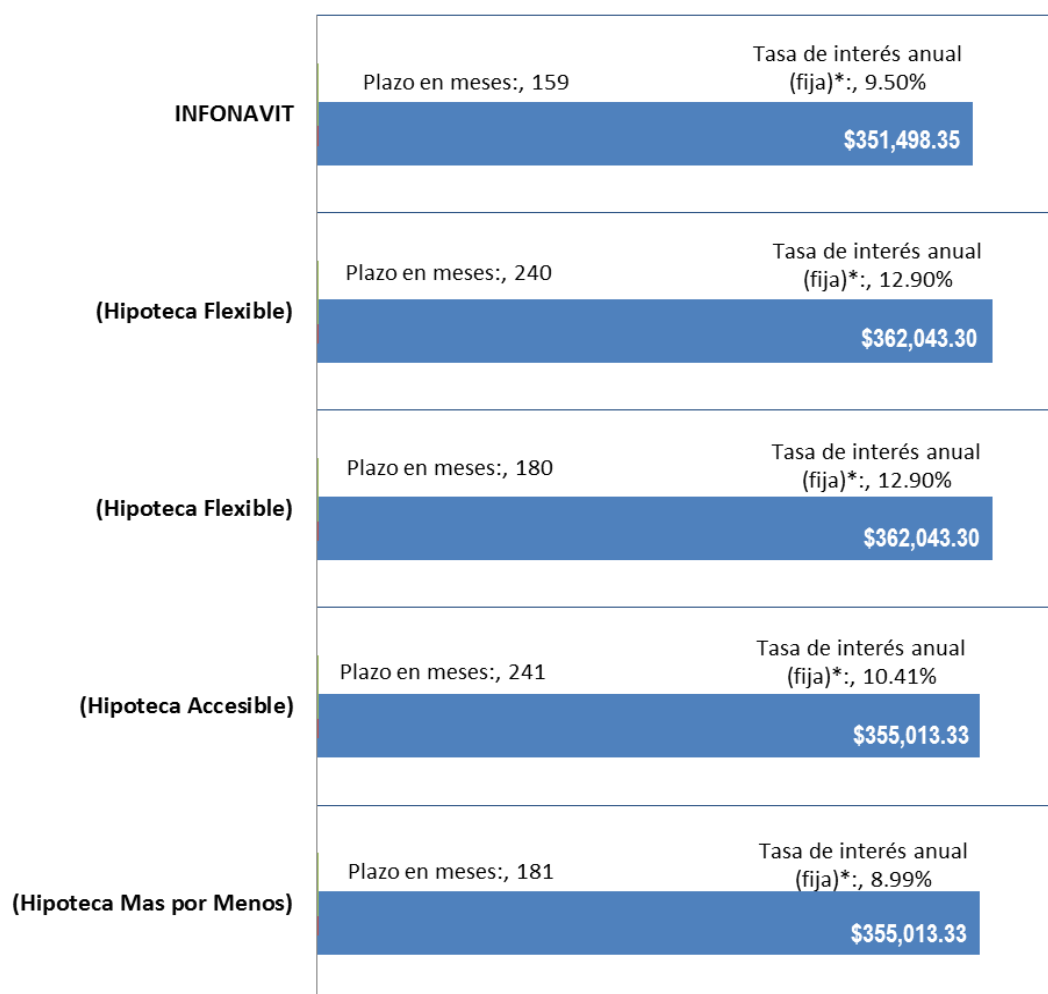 Tasa de interés anual
(fija)*:, 9.50%
Plazo en meses:, 159
INFONAVIT
$351,498.35
Tasa de interés anual
(fija)*:, 12.90%
Plazo en meses:, 240
(Hipoteca Flexible)
$362,043.30
Tasa de interés anual
(fija)*:, 12.90%
Plazo en meses:, 180
(Hipoteca Flexible)
$362,043.30
Tasa de interés anual
(fija)*:, 10.41%
Plazo en meses:, 241
(Hipoteca Accesible)
$355,013.33
Tasa de interés anual
(fija)*:, 8.99%
Plazo en meses:, 181
(Hipoteca Mas por Menos)
$355,013.33